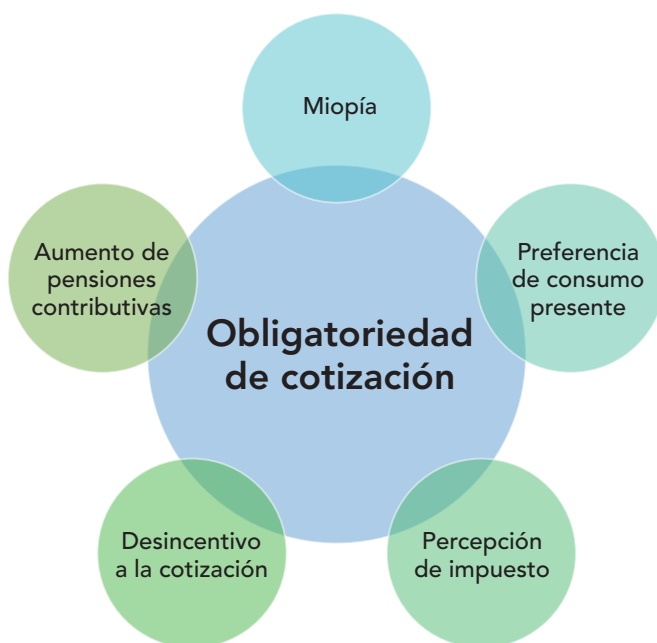 Miopía
Preferencia
de consumo
presente
Aumento de
pensiones
contributivas
Obligatoriedad
de cotización
Desincentivo
a la cotización
Percepción
de impuesto